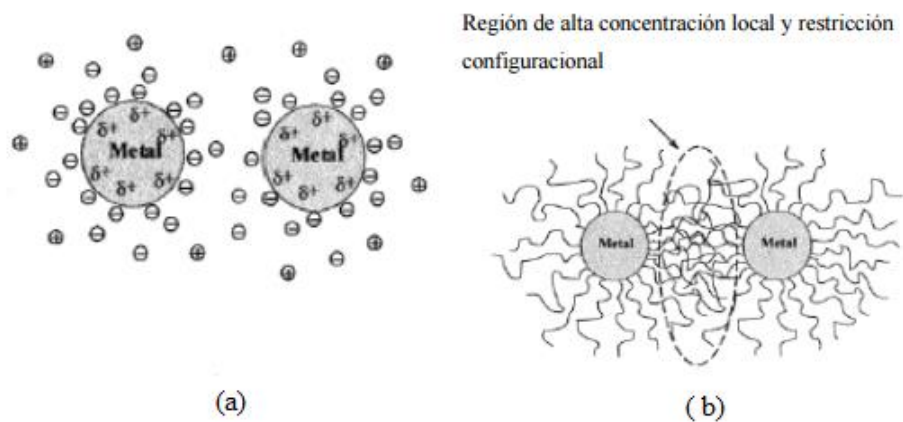 Región de alta concentración local y restricción
configuracional
δ+ δ+ δ+
Metal
δ+ δ+ δ+
δ+ δ+ δ+
Metal
δ+ δ+ δ+
Metal
Metal
(a)
( b)